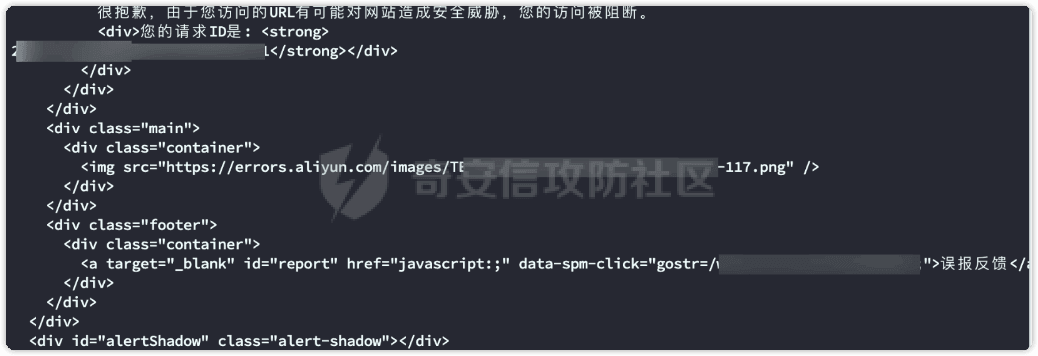 很抱歉，由于您访问的URL有可能对网站造成安全威胁，您的访问被阻断。
<div>您的请求ID是: <strong>
2 1</strong></div>
</div>
</div>
</div>
<div class="main">
<div class="container">
<img src="https://errors.aliyun.com/images/TE -117.png" />
</div>
</div>
<div class="footer">
<div class="container">
<a target="_blank" id="report" href="javascript:;" data-spm-click="gostr=/w ">误报反馈</a
</div>
</div>
</div>
<div id="alertShadow" class="alert-shadow"></div>
奇安信攻防社区